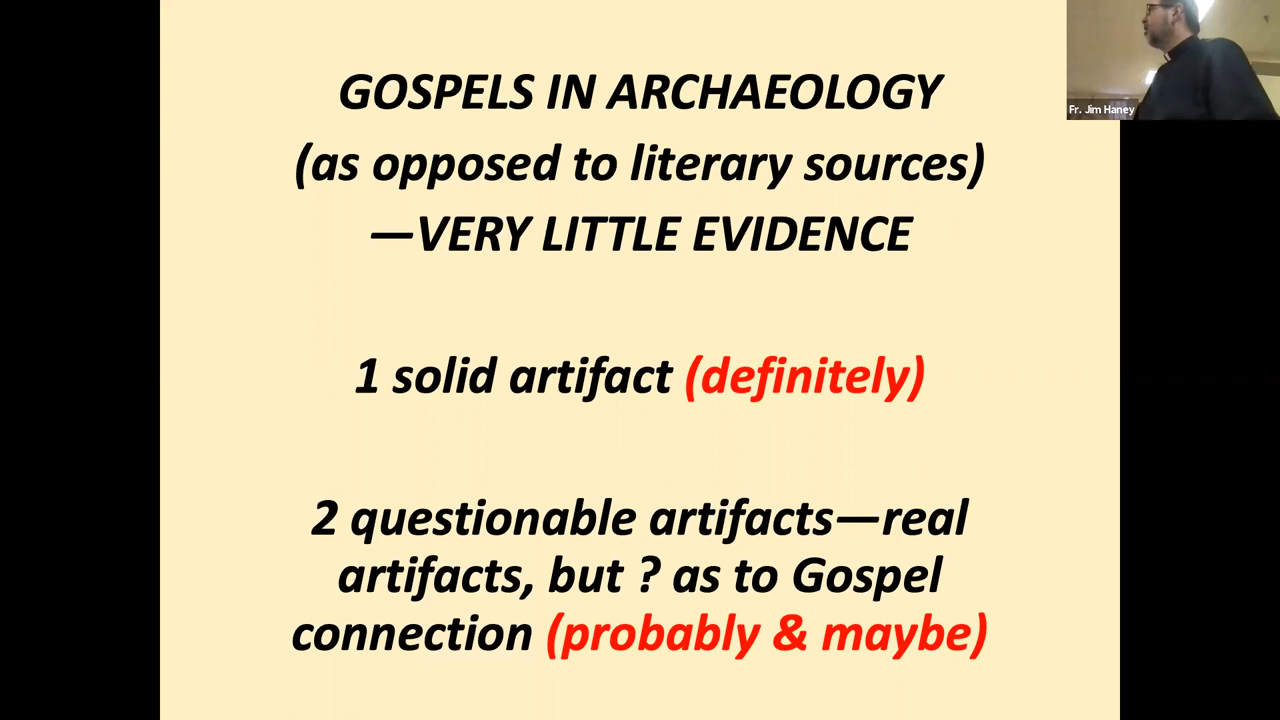 GOSPELS IN ARCHAEOLOGY
(as opposed to literary sources)
—VERY LITTLE EVIDENCE
1 solid artifact (definitely)
2 questionable artifacts—real
artifacts, but ? as to Gospel
connection (probably & maybe)
Fr. Jim Haney